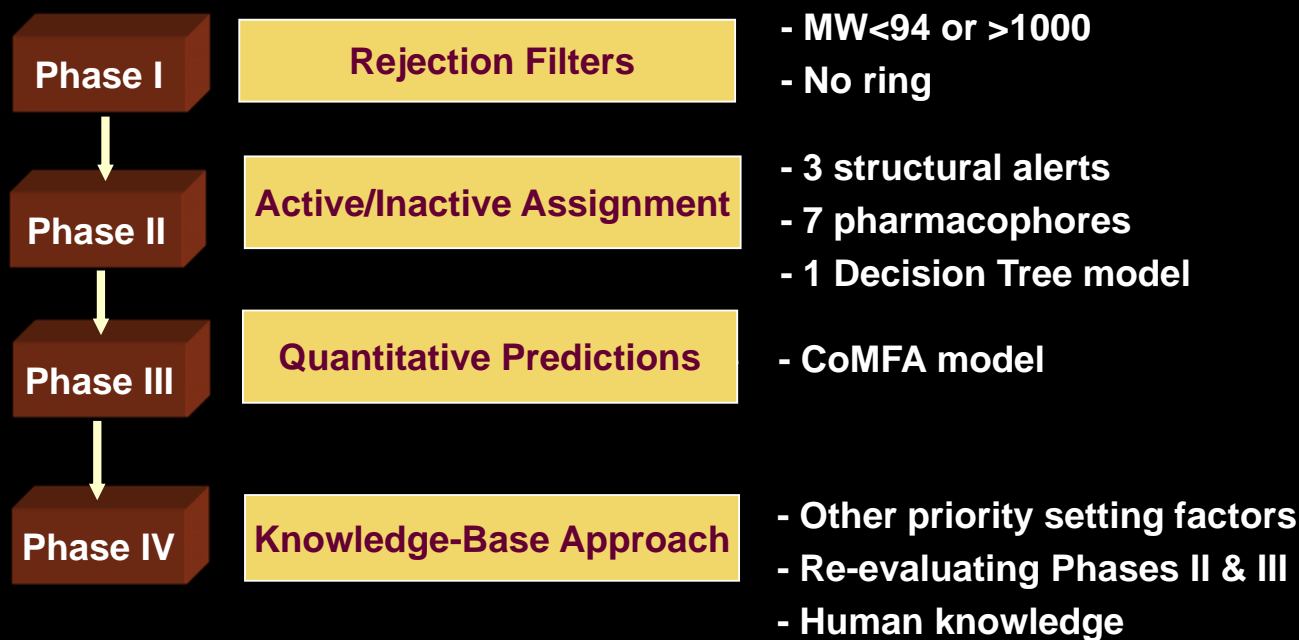 Phase I
Rejection Filters
- MW<94 or >1000
- No ring
Phase II
Active/Inactive Assignment
- 3 structural alerts
- 7 pharmacophores
- 1 Decision Tree model
Phase III
Quantitative Predictions
- CoMFA model
Phase IV
Knowledge-Base Approach
- Other priority setting factors
- Re-evaluating Phases II & III
- Human knowledge